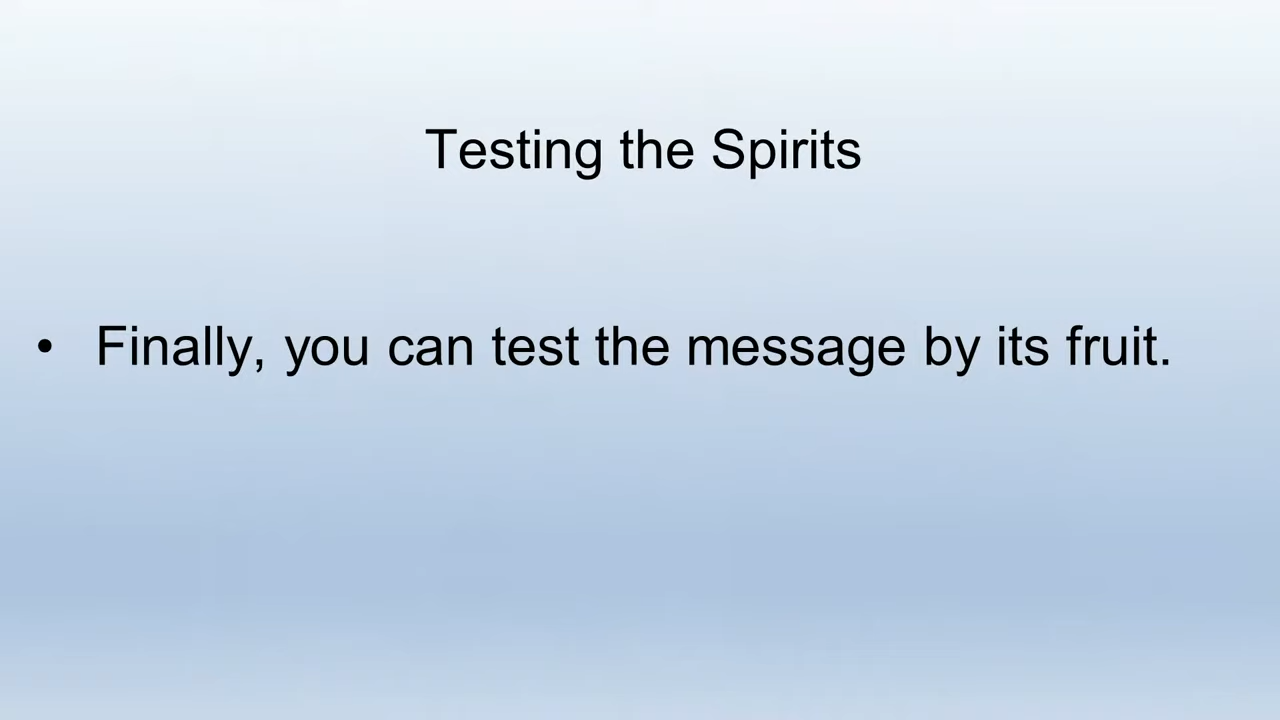 Testing the Spirits
• Finally, you can test the message by its fruit.